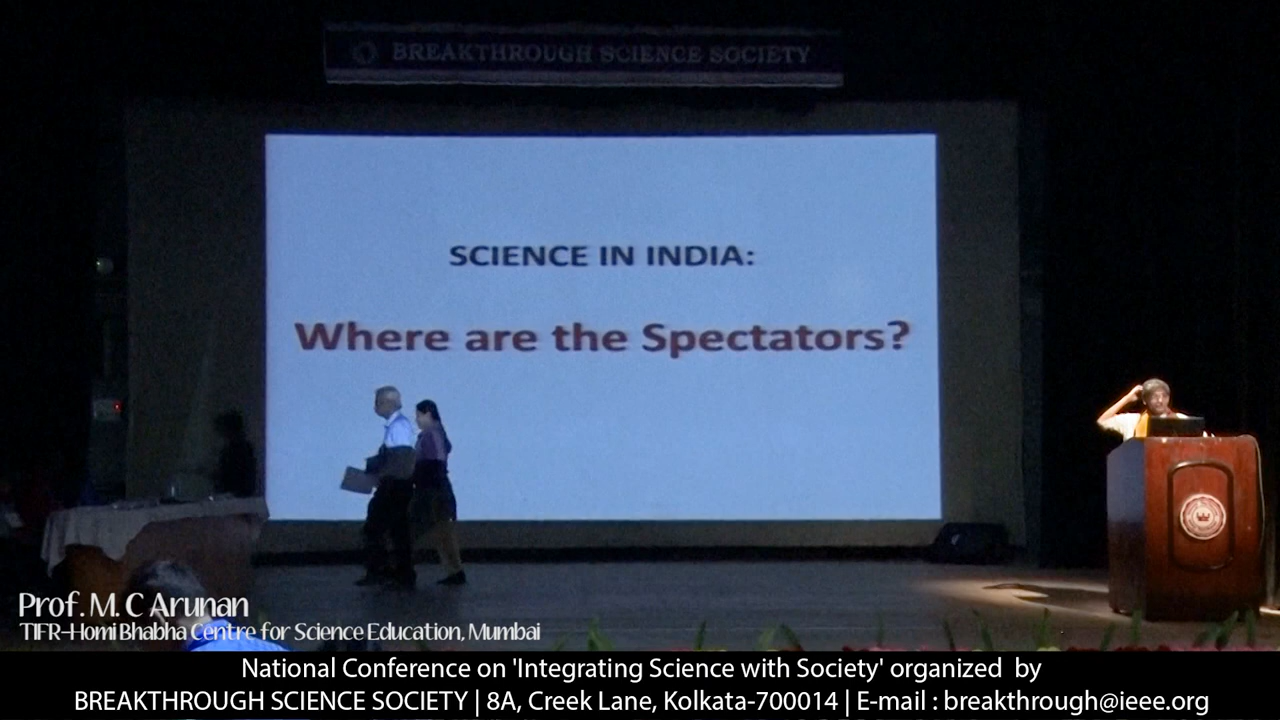 BREAKTHROUGH SCIENCE SOCIETY
SCIENCE IN INDIA:
Where are the Spectators?
Prof. M. C Arunan
TIFR-Homi Bhabha Centre for Science Education, Mumbai
National Conference on 'Integrating Science with Society' organized by
BREAKTHROUGH SCIENCE SOCIETY | 8A, Creek Lane, Kolkata-700014 | E-mail : breakthrough@ieee.org